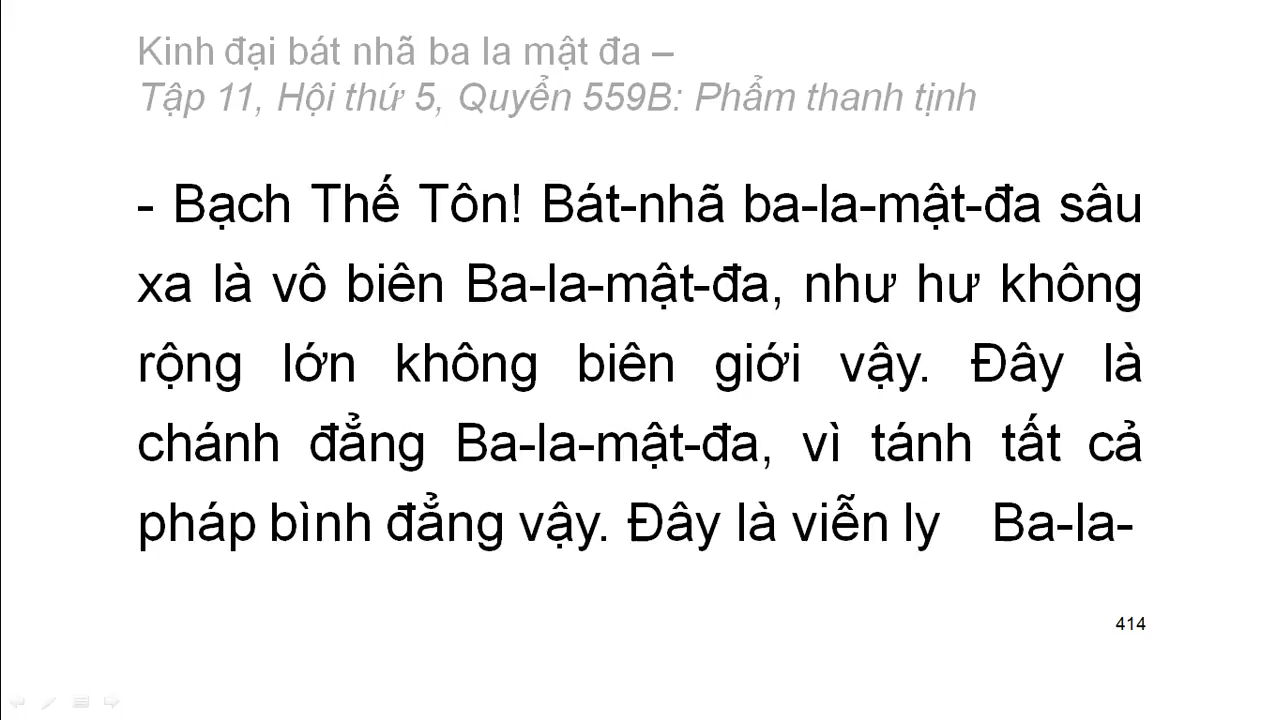 Kinh đại bát nhã ba la mật đa –
Tập 11, Hội thứ 5, Quyển 559B: Phẩm thanh tịnh
- Bạch Thế Tôn! Bát-nhã ba-la-mật-đa sâu
xa là vô biên Ba-la-mật-đa, như hư không
rộng lớn không biên giới vậy. Đây là
chánh đẳng Ba-la-mật-đa, vì tánh tất cả
pháp bình đẳng vậy. Đây là viễn ly Ba-la-
414